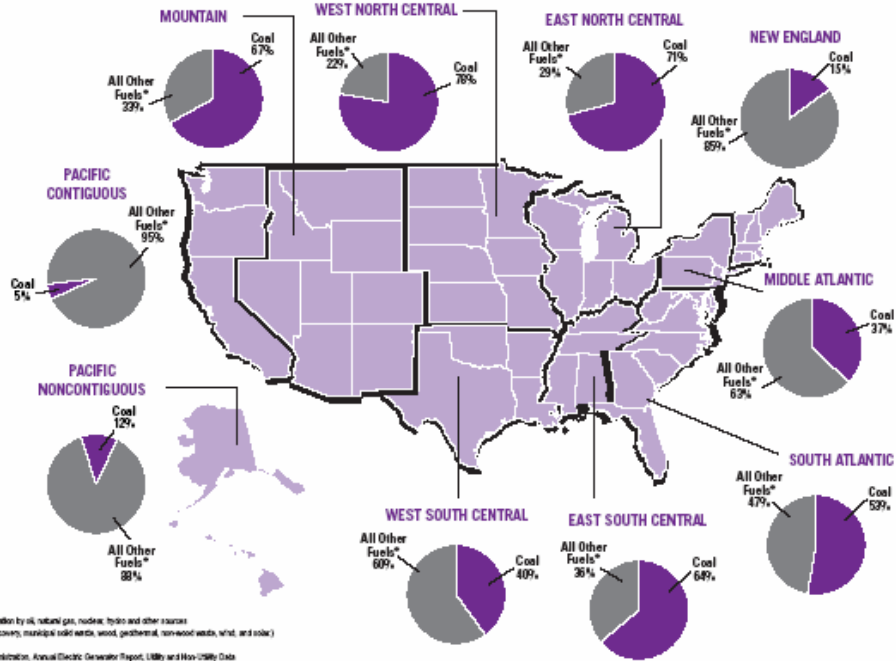 MOUNTAIN
Coal
67%
All Other
Fuels*
33%
WEST NORTH CENTRAL
All Other
Fuels*
22%
Coal
78%
EAST NORTH CENTRAL
All Other
Fuels*
29%
Coal
71%
NEW ENGLAND
Coal
15%
All Other
Fuels*
85%
PACIFIC
CONTIGUOUS
All Other
Fuels*
95%
Coal
5%
MIDDLE ATLANTIC
Coal
37%
All Other
Fuels*
63%
PACIFIC
NONCONTIGUOUS
Coal
12%
All Other
Fuels*
88%
SOUTH ATLANTIC
All Other
Fuels*
47%
Coal
53%
WEST SOUTH CENTRAL
All Other
Fuels*
60%
Coal
40%
EAST SOUTH CENTRAL
All Other
Fuels*
36%
Coal
64%
by oil, natural gas, nuclear, hydro and other sources
municipal solid waste, wood, geothermal, non-wood waste, wind, and solar.)
Annual Electric Generator Report, Utility and Non-Utility Data